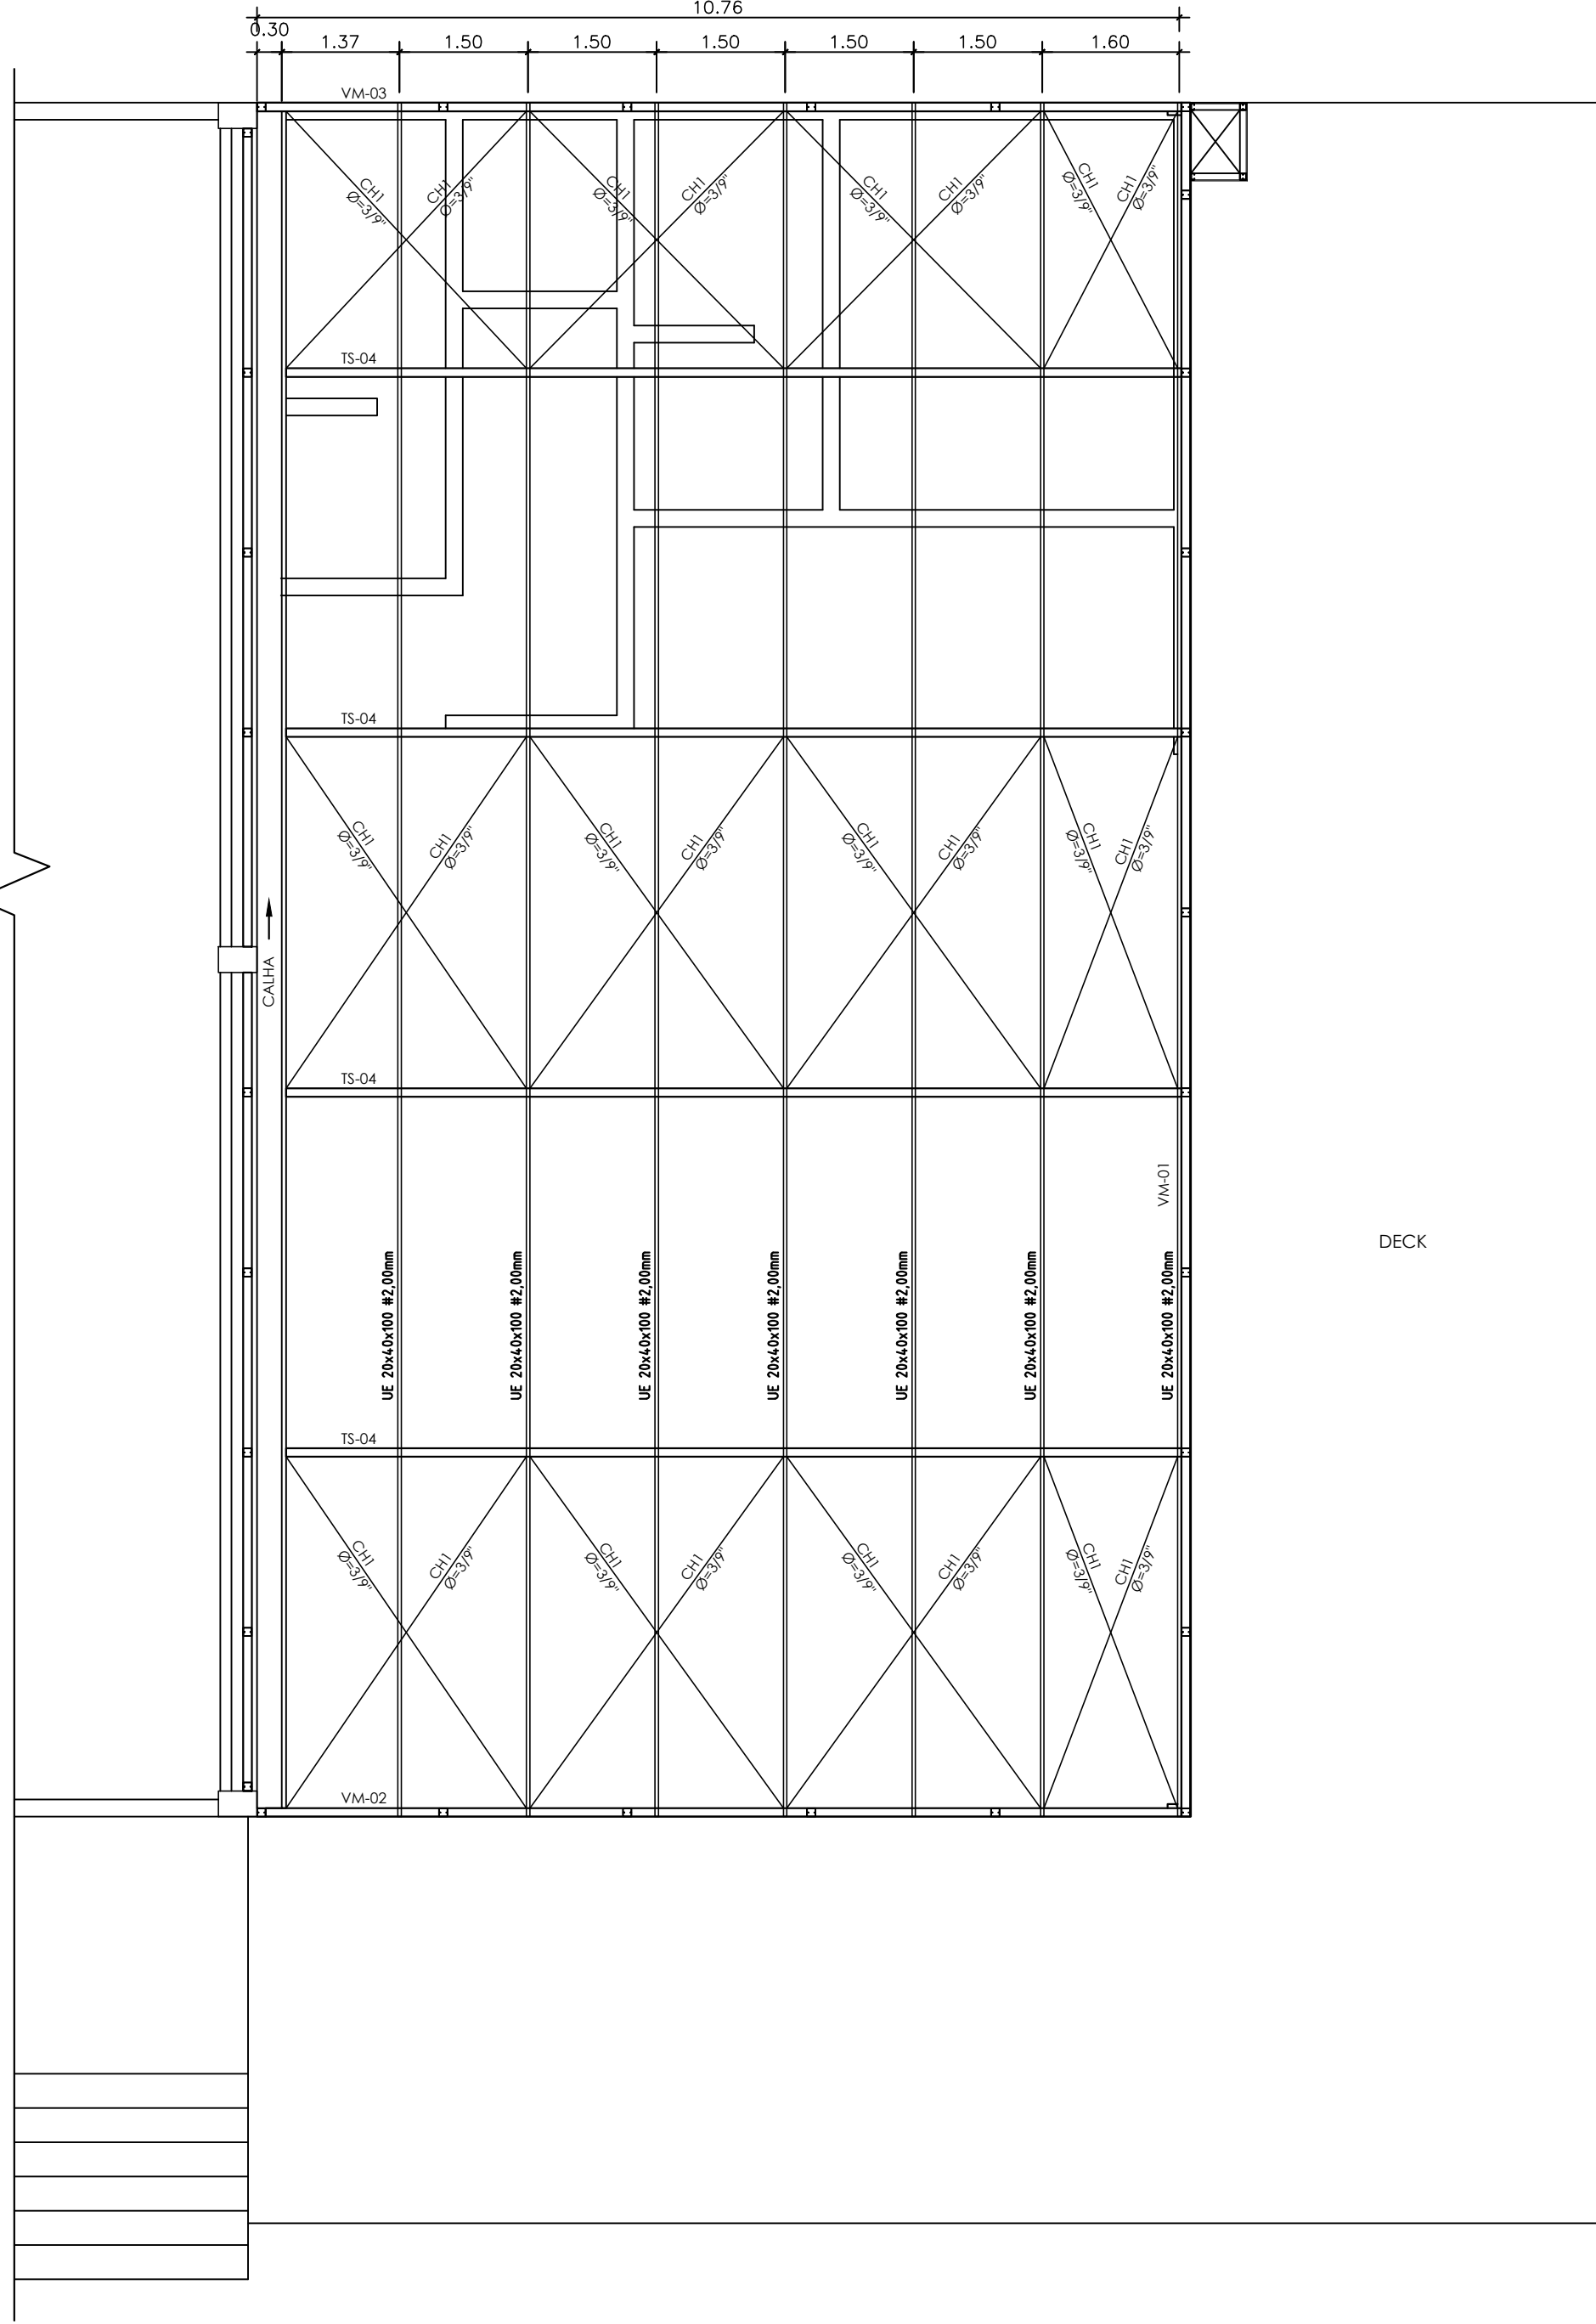 10.76
0.30
1.37
1.50
1.50
1.50
1.50
1.50
1.60
VM-03
CH1
Ø=3/9"
CH1
Ø=3/9"
CH1
Ø=3/9"
CH1
Ø=3/9"
CH1
Ø=3/9"
CH1
Ø=3/9"
CH1
Ø=3/9"
CH1
Ø=3/9"
TS-04
TS-04
CH1
Ø=3/9"
CH1
Ø=3/9"
CH1
Ø=3/9"
CH1
Ø=3/9"
CH1
Ø=3/9"
CH1
Ø=3/9"
CH1
Ø=3/9"
CH1
Ø=3/9"
CALHA
TS-04
VM-01
DECK
UE 20x40x100 #2,00mm
UE 20x40x100 #2,00mm
UE 20x40x100 #2,00mm
UE 20x40x100 #2,00mm
UE 20x40x100 #2,00mm
UE 20x40x100 #2,00mm
UE 20x40x100 #2,00mm
TS-04
CH1
Ø=3/9"
CH1
Ø=3/9"
CH1
Ø=3/9"
CH1
Ø=3/9"
CH1
Ø=3/9"
CH1
Ø=3/9"
CH1
Ø=3/9"
CH1
Ø=3/9"
VM-02